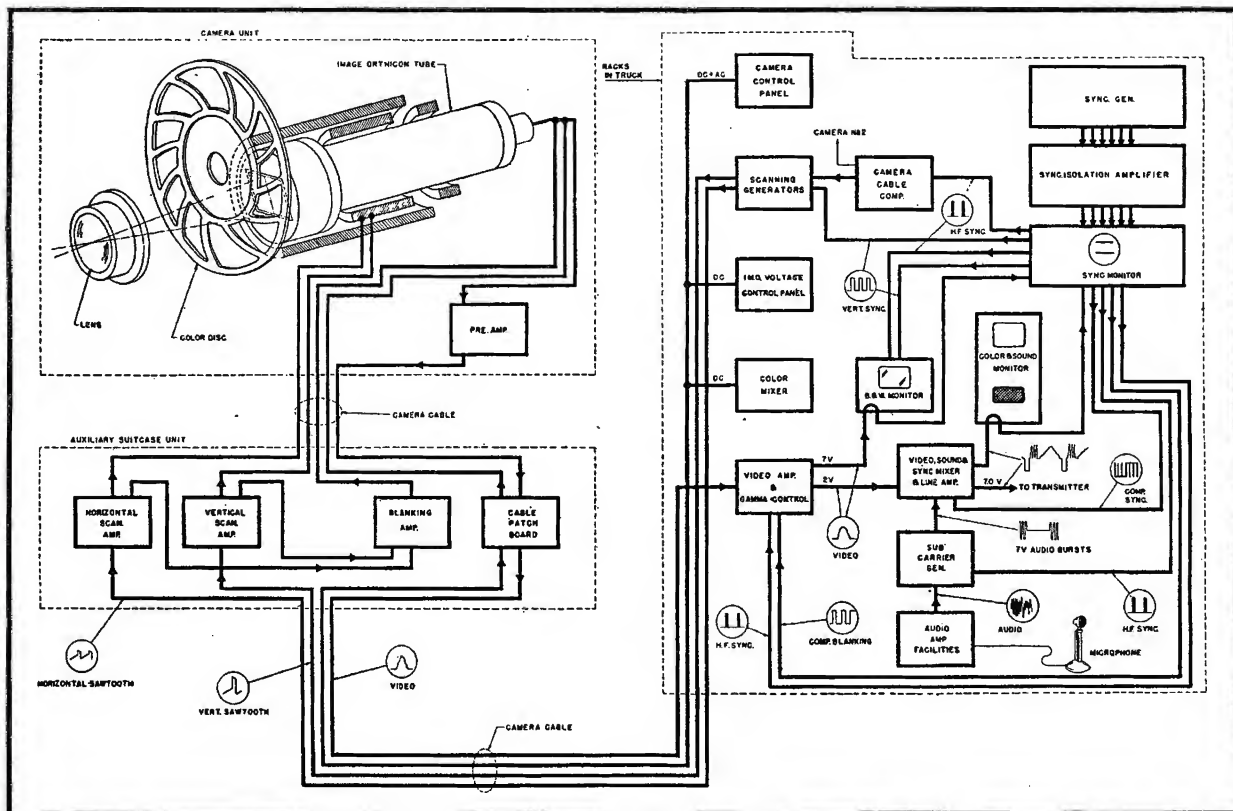 CAMERA UNIT
IMAGE ORTHICON TUBE
LENS
COLOR DISC
PRE. AMP.
CAMERA CABLE
AUXILIARY SUITCASE UNIT
HORIZONTAL
SCAN.
AMP.
VERTICAL
SCAN.
AMP.
BLANKING
AMP.
CABLE
PATCH
BOARD
HORIZONTAL-SAWTOOTH
VERT. SAWTOOTH
VIDEO
CAMERA CABLE
RACKS
IN TRUCK
DC+AC
CAMERA
CONTROL
PANEL
SYNC. GEN.
CAMERA Nº2
SCANNING
GENERATORS
CAMERA
CABLE
COMP.
SYNC.ISOLATION AMPLIFIER
H.F. SYNC.
SYNC MONITOR
DC
I.M.O. VOLTAGE
CONTROL PANEL
VERT. SYNC.
COLOR & SOUND
MONITOR
DC
COLOR
MIXER
B.&W. MONITOR
VIDEO AMP.
&
GAMMA-CONTROL
7V
2V
VIDEO
VIDEO, SOUND &
SYNC MIXER
& LINE AMP.
7.0 V
TO TRANSMITTER
COMP.
SYNC.
7V AUDIO BURSTS
SUB
CARRIER
GEN.
H.F. SYNC.
COMP. BLANKING
AUDIO
H.F. SYNC
AUDIO
AMP
FACILITIES
MICROPHONE